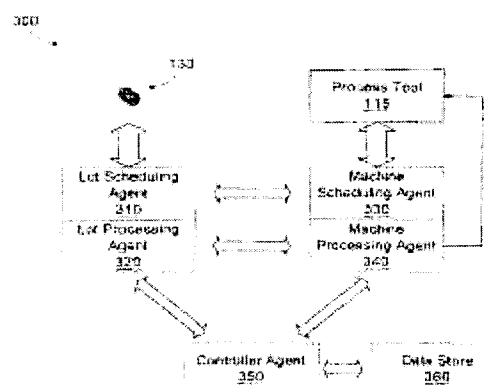 300
130
Process Tool
115
Lot Scheduling
Agent
310
Machine
Scheduling Agent
330
Lot Processing
Agent
320
Machine
Processing Agent
340
Controller Agent
350
Data Store
360